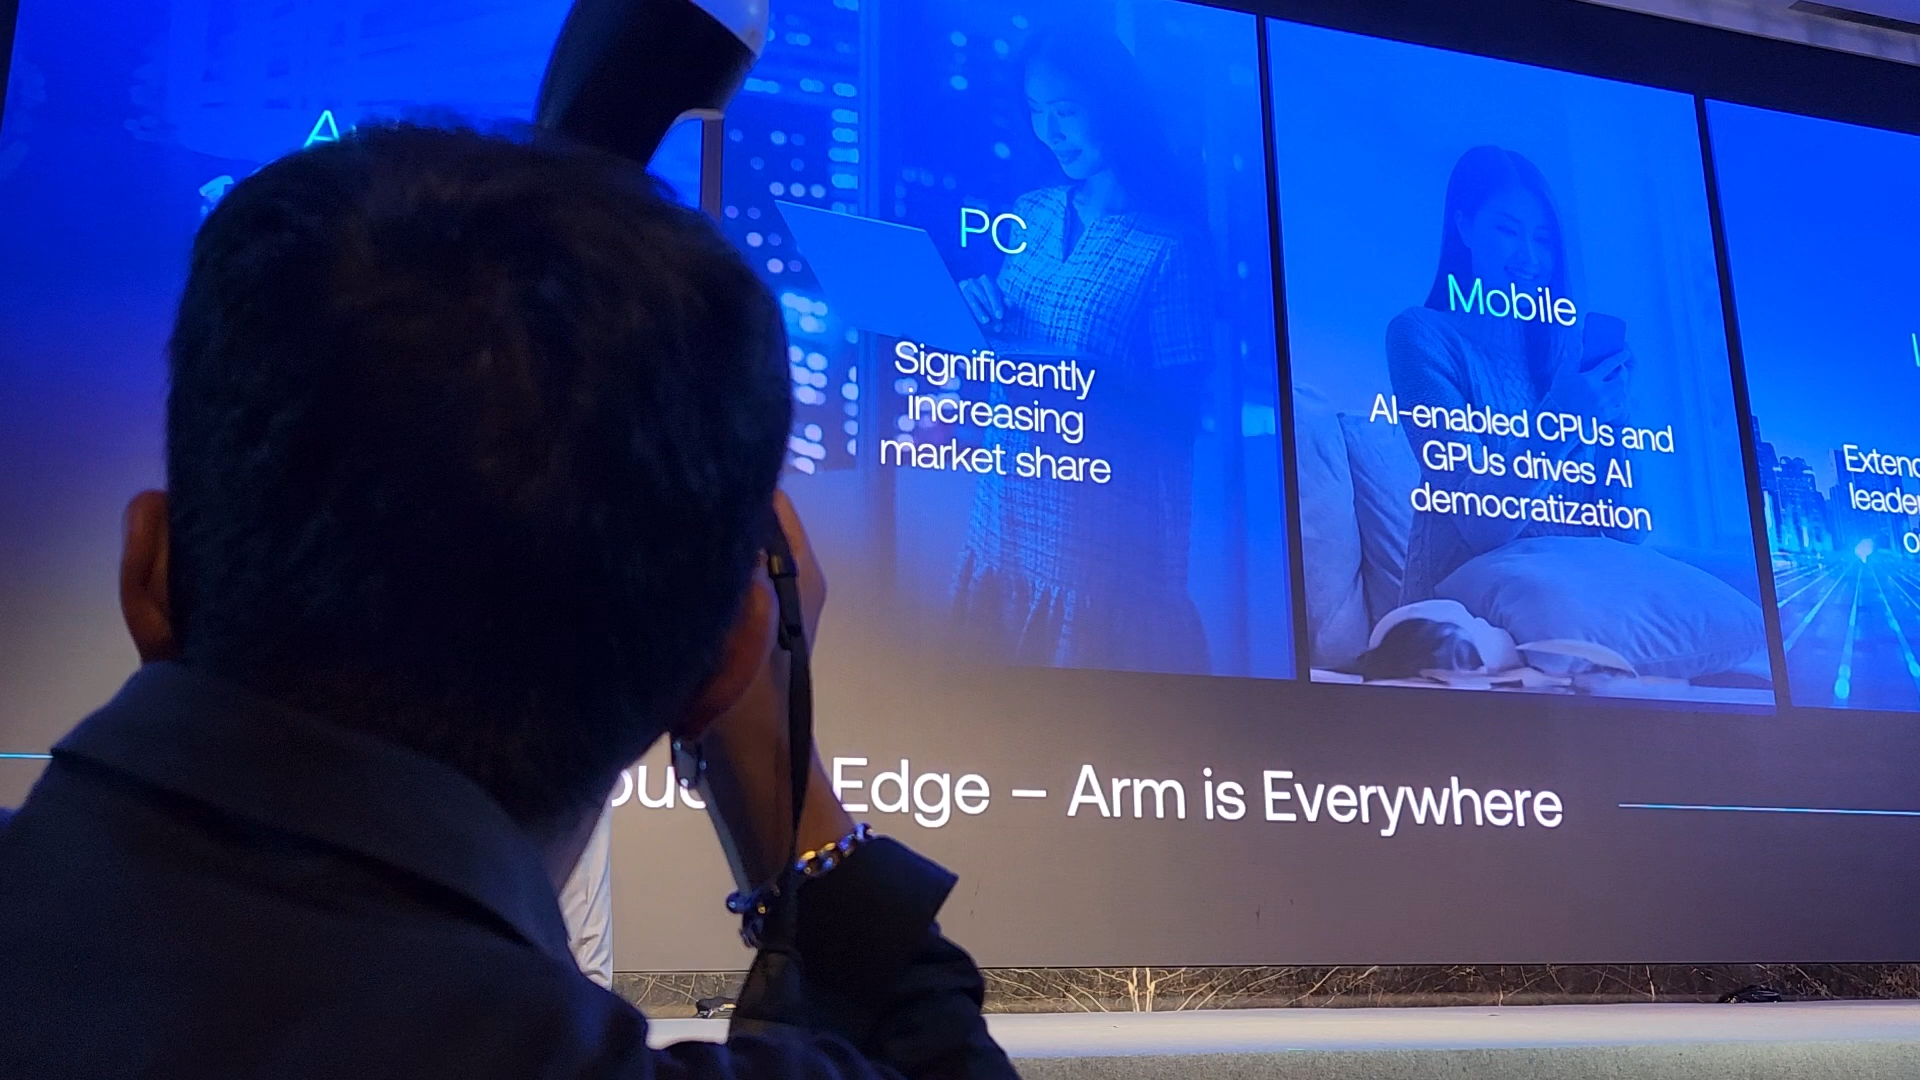 PC
Significantly
increasing
market share
Mobile
AI-enabled CPUs and
GPUs drives AI
democratization
Edge – Arm is Everywhere